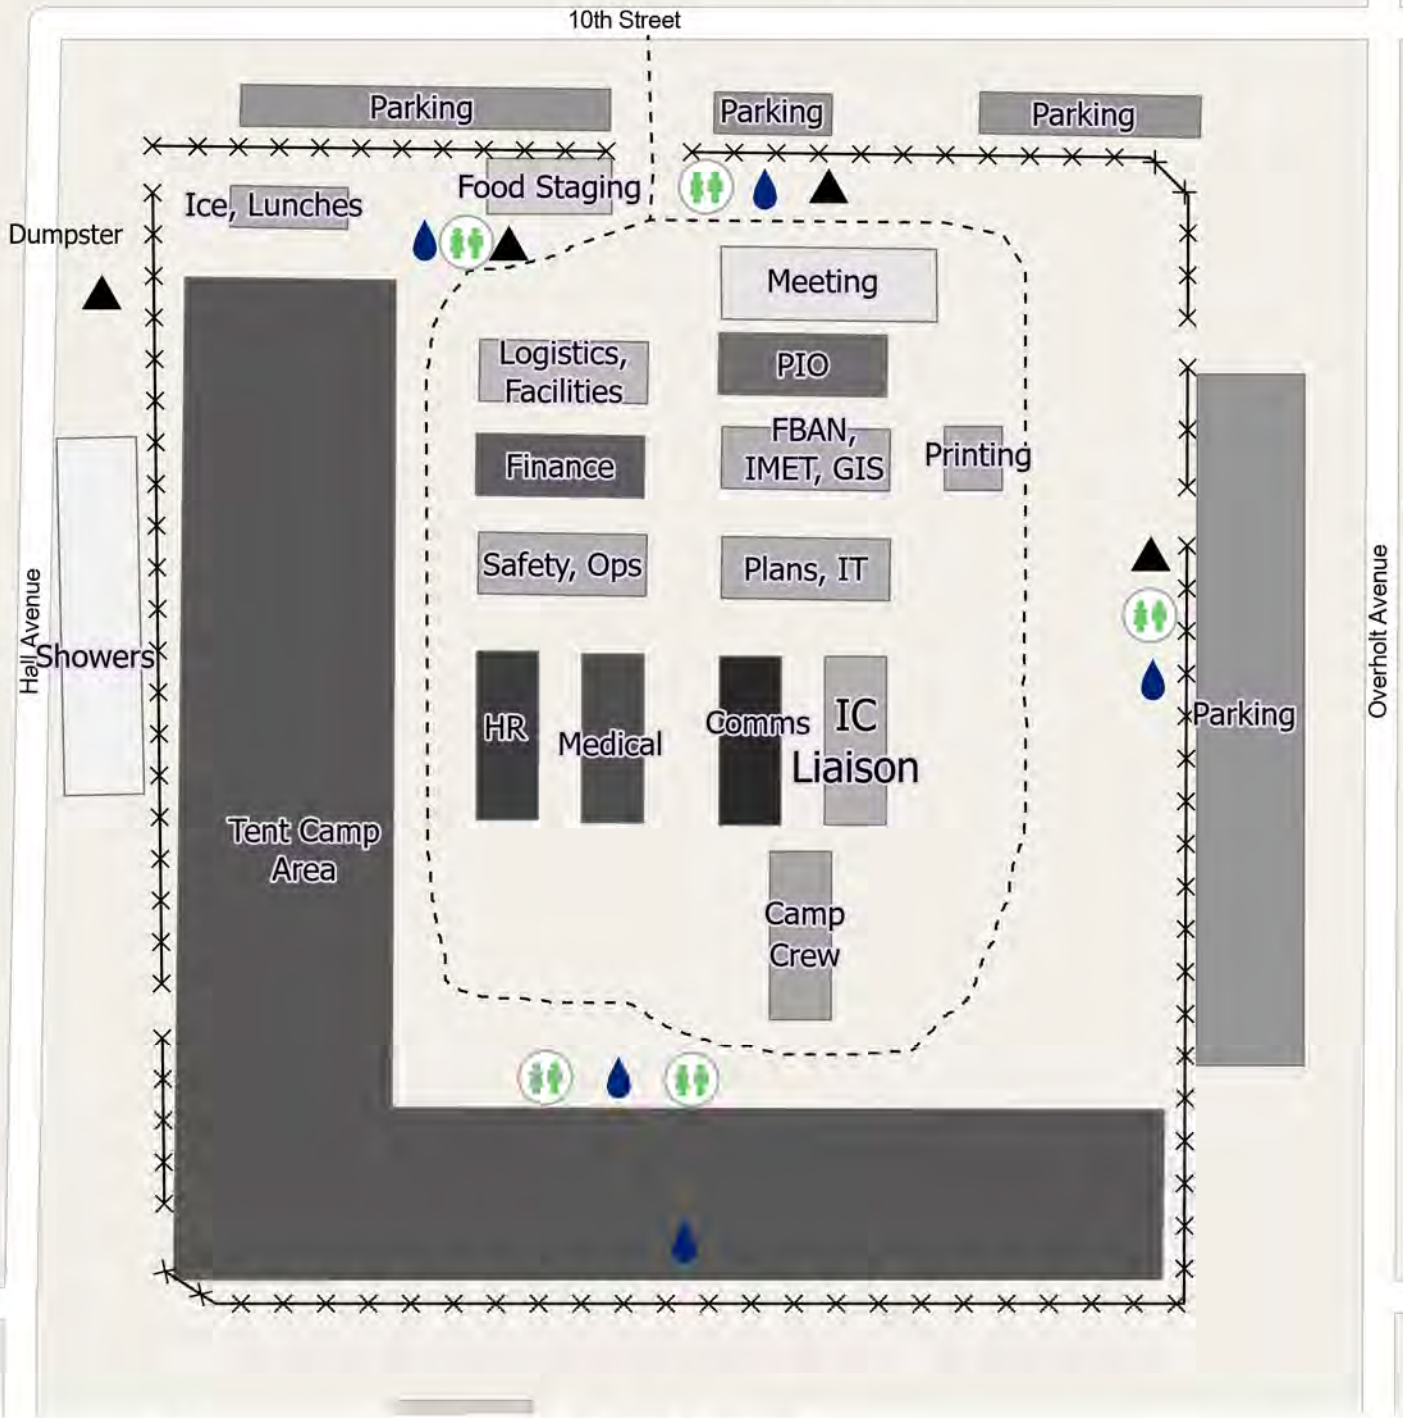 10th Street
Parking
Parking
Parking
Food Staging
Ice, Lunches
Dumpster
Meeting
Logistics,
Facilities
PIO
Finance
FBAN,
IMET, GIS
Printing
Safety, Ops
Plans, IT
Hall Avenue
Showers
HR
Medical
Comms
IC
Liaison
Parking
Overholt Avenue
Tent Camp
Area
Camp
Crew